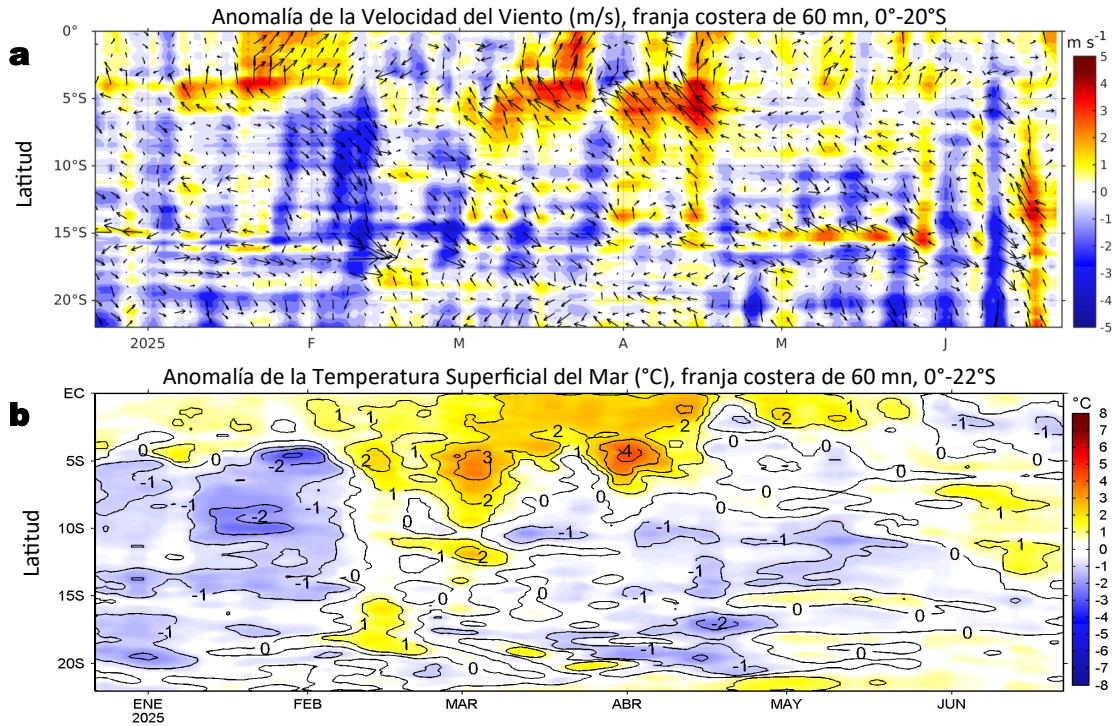 Anomalía de la Velocidad del Viento (m/s), franja costera de 60 mn, 0°-20°S
a
m s-1
Latitud
0°
5°S
10°S
15°S
20°S
2025
F
M
A
M
J
5
4
3
2
1
0
-1
-2
-3
-4
-5
Anomalía de la Temperatura Superficial del Mar (°C), franja costera de 60 mn, 0°-22°S
b
°C
Latitud
EC
5S
10S
15S
20S
ENE
2025
FEB
MAR
ABR
MAY
JUN
8
7
6
5
4
3
2
1
0
-1
-2
-3
-4
-5
-6
-7
-8